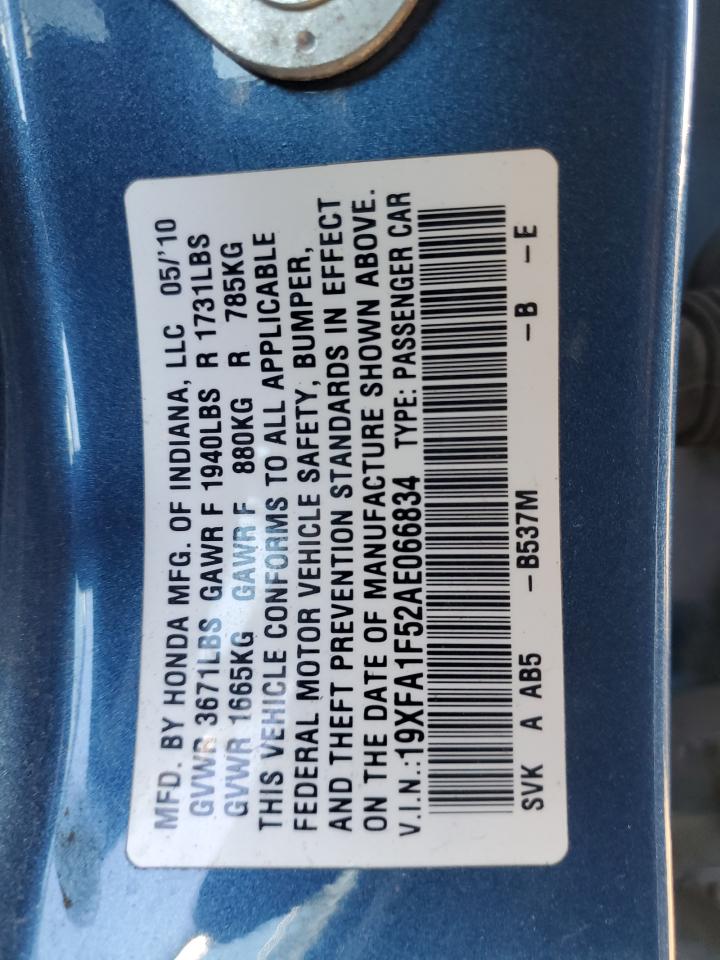 MFD. BY HONDA MFG. OF INDIANA, LLC 05/'10
GVWR 3671LBS GAWR F 1940LBS R 1731LBS
GVWR 1665KG GAWR F 880KG R 785KG
THIS VEHICLE CONFORMS TO ALL APPLICABLE
FEDERAL MOTOR VEHICLE SAFETY, BUMPER,
AND THEFT PREVENTION STANDARDS IN EFFECT
ON THE DATE OF MANUFACTURE SHOWN ABOVE.
V.I.N.:19XFA1F52AE066834 TYPE: PASSENGER CAR
SVK A AB5 -B537M -B -E